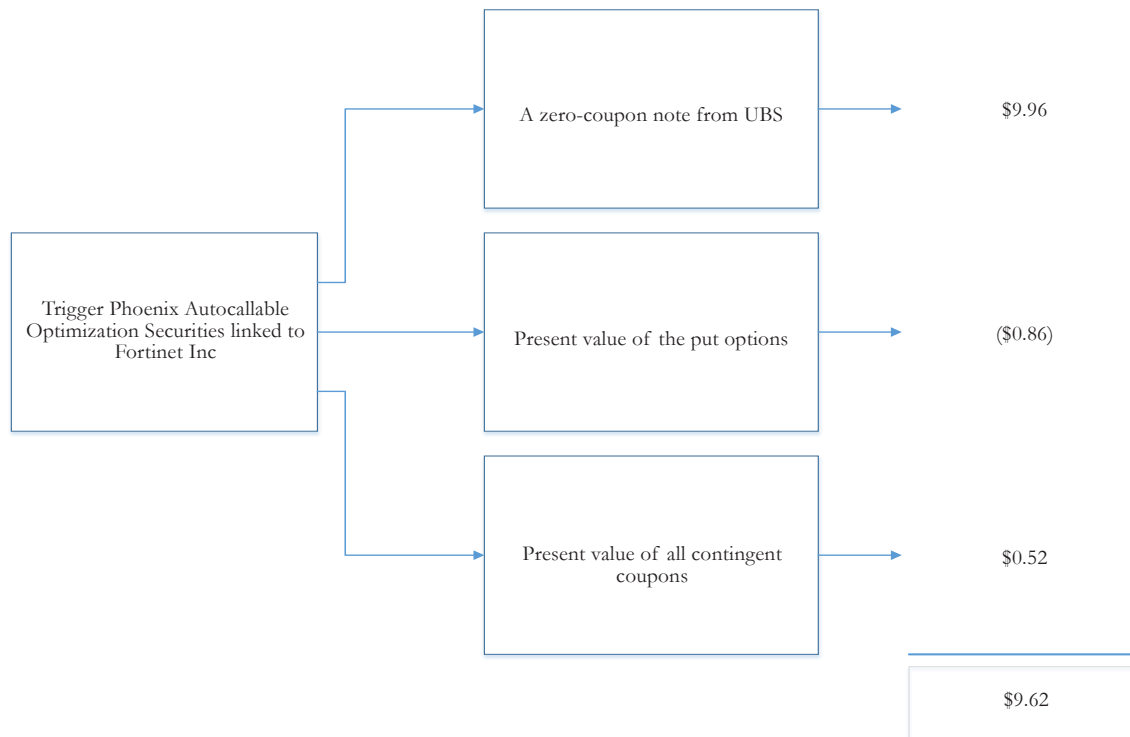 A zero-coupon note from UBS
$9.96
Trigger Phoenix Autocallable
Optimization Securities linked to
Fortinet Inc
Present value of the put options
($0.86)
Present value of all contingent
coupons
$0.52
$9.62